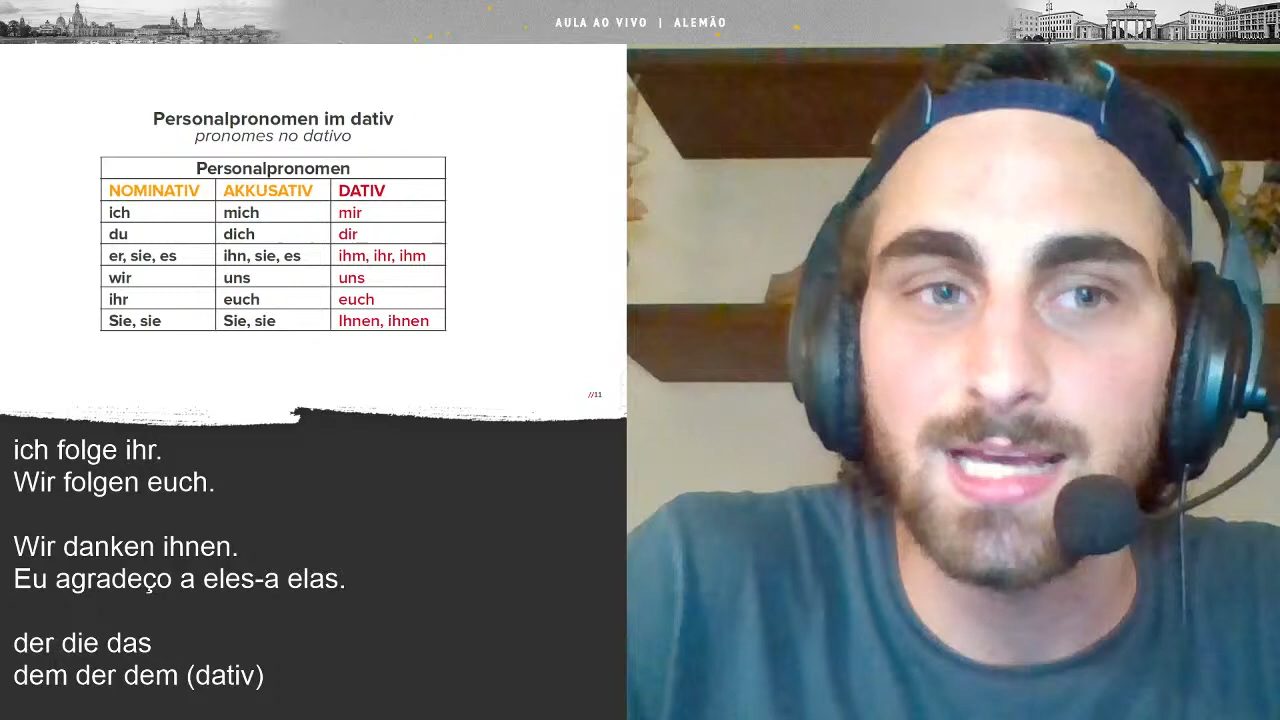 AULA AO VIVO | ALEMÃO
Personalpronomen im dativ
pronomes no dativo
Personalpronomen
NOMINATIV AKKUSATIV DATIV
ich mich mir
du dich dir
er, sie, es ihn, sie, es ihm, ihr, ihm
wir uns uns
ihr euch euch
Sie, sie Sie, sie Ihnen, ihnen
//11
ich folge ihr.
Wir folgen euch.
Wir danken ihnen.
Eu agradeço a eles-a elas.
der die das
dem der dem (dativ)